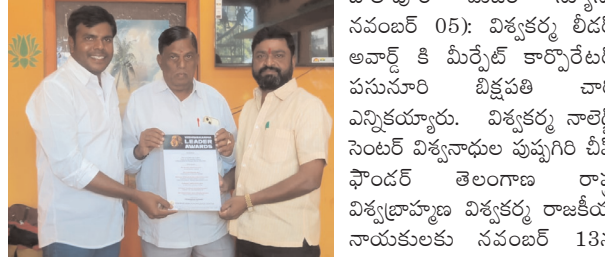 LEADER
AWARDS
నవంబర్ 05): విశ్వకర్మ లీడర్
అవార్డ్ కి మీర్పేట్ కార్పొరేటర్
పసునూరి బిక్షపతి చారి
ఎన్నికయ్యారు. విశ్వకర్మ నాలెడ్జ్
సెంటర్ విశ్వనాధుల పుష్పగిరి చీఫ్
ఫౌండర్ తెలంగాణ రాష్ట్ర
విశ్వబ్రాహ్మణ విశ్వకర్మ రాజకీయ
నాయకులకు నవంబర్ 13న